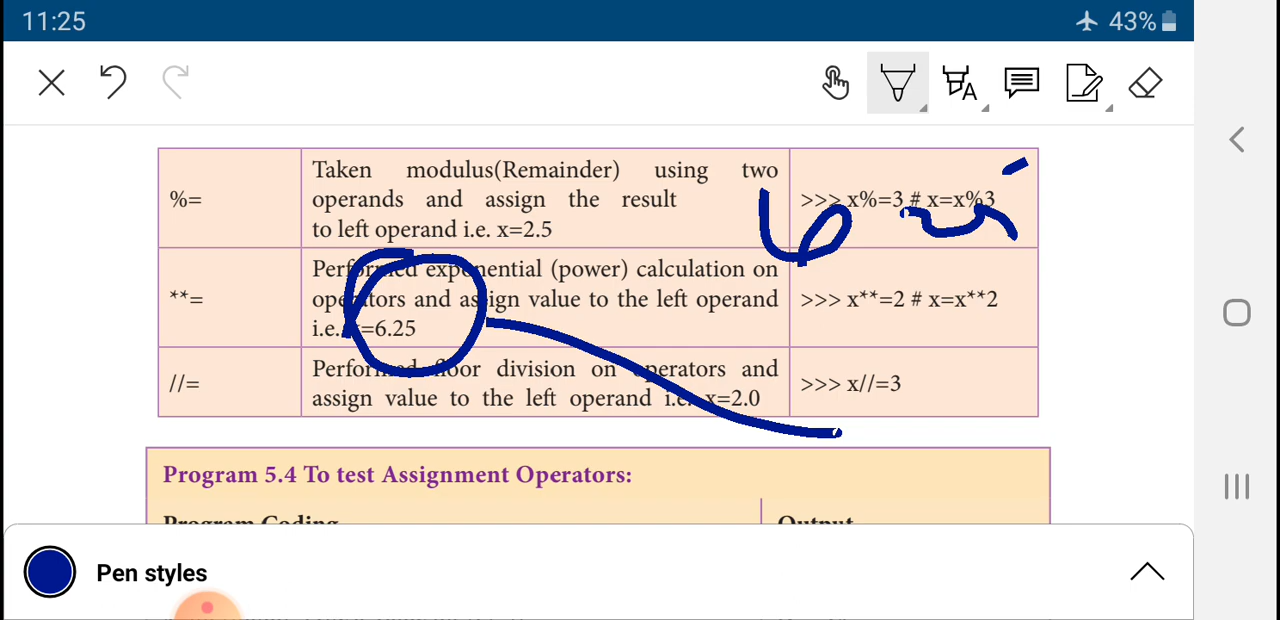 11:25
43%
%=
Taken modulus(Remainder) using two
operands and assign the result
to left operand i.e. x=2.5
>>> x%=3 # x=x%3
**=
Performed exponential (power) calculation on
operators and assign value to the left operand
i.e. x=6.25
>>> x**=2 # x=x**2
//=
Performed floor division on operators and
assign value to the left operand i.e. x=2.0
>>> x//=3
Program 5.4 To test Assignment Operators:
Program Coding
Output
Pen styles